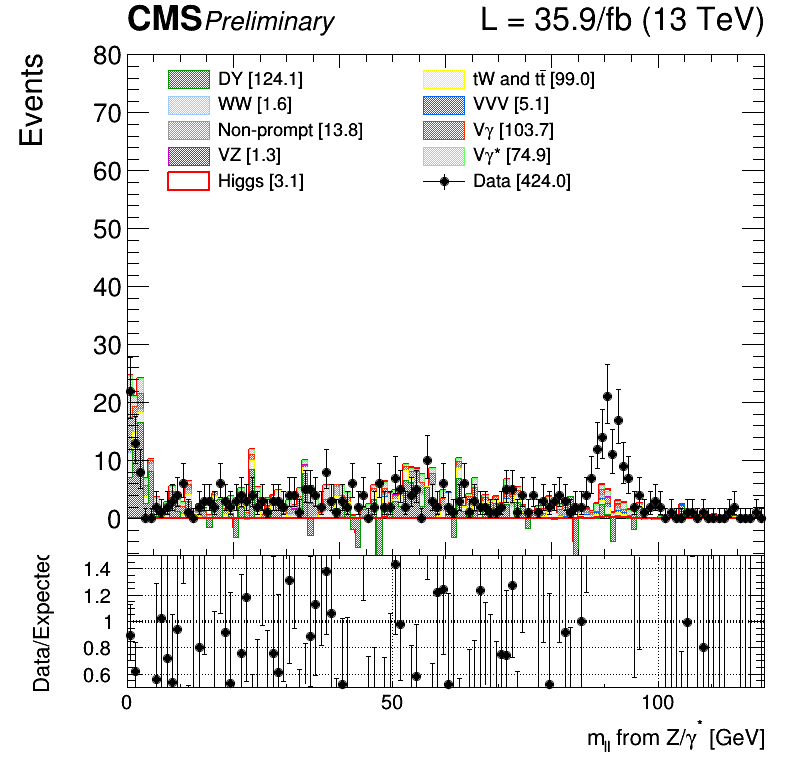 CMS Preliminary L = 35.9/fb (13 TeV)
Events
80
70
60
50
40
30
20
10
0
DY [124.1]
WW [1.6]
Non-prompt [13.8]
VZ [1.3]
Higgs [3.1]
tW and tt̄ [99.0]
VVV [5.1]
Vγ [103.7]
Vγ* [74.9]
Data [424.0]
Data/Expected
1.4
1.2
1
0.8
0.6
0 50 100
m_ll from Z/γ* [GeV]